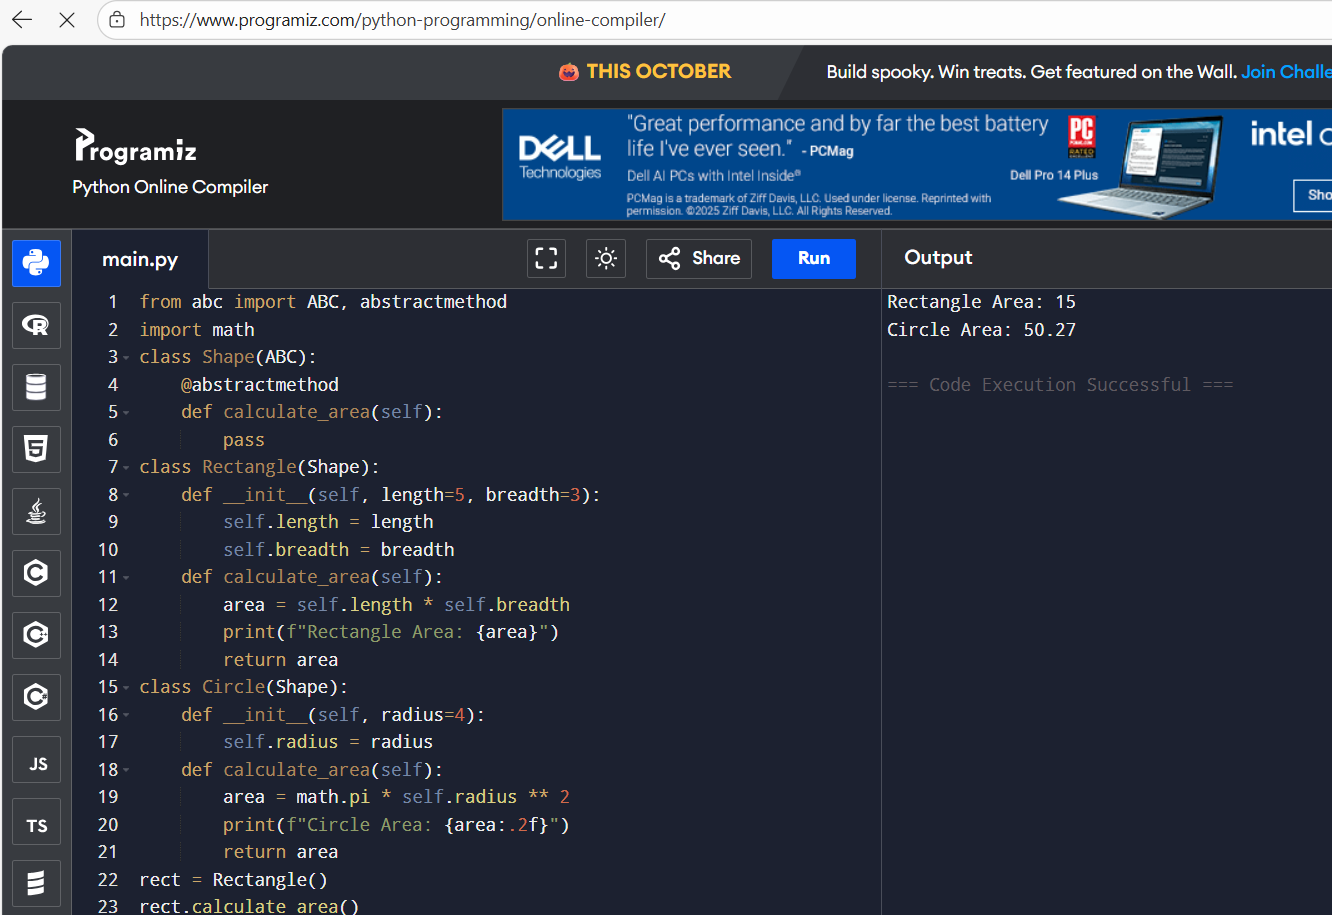 https://www.programiz.com/python-programming/online-compiler/
🎃 THIS OCTOBER
Build spooky. Win treats. Get featured on the Wall. Join Challe
Programiz
Python Online Compiler
DELL
Technologies
"Great performance and by far the best battery
life I've ever seen." - PCMag
Dell AI PCs with Intel Inside®
PCMag is a trademark of Ziff Davis, LLC. Used under license. Reprinted with
permission. ©2025 Ziff Davis, LLC. All Rights Reserved.
PC
RATED
Dell Pro 14 Plus
intel
Sho
main.py
Share
Run
Output
1 from abc import ABC, abstractmethod
2 import math
3 class Shape(ABC):
4     @abstractmethod
5     def calculate_area(self):
6         pass
7 class Rectangle(Shape):
8     def __init__(self, length=5, breadth=3):
9         self.length = length
10         self.breadth = breadth
11     def calculate_area(self):
12         area = self.length * self.breadth
13         print(f"Rectangle Area: {area}")
14         return area
15 class Circle(Shape):
16     def __init__(self, radius=4):
17         self.radius = radius
18     def calculate_area(self):
19         area = math.pi * self.radius ** 2
20         print(f"Circle Area: {area:.2f}")
21         return area
22 rect = Rectangle()
23 rect.calculate_area()
Rectangle Area: 15
Circle Area: 50.27
=== Code Execution Successful ===
R
5
C
C++
C#
JS
TS